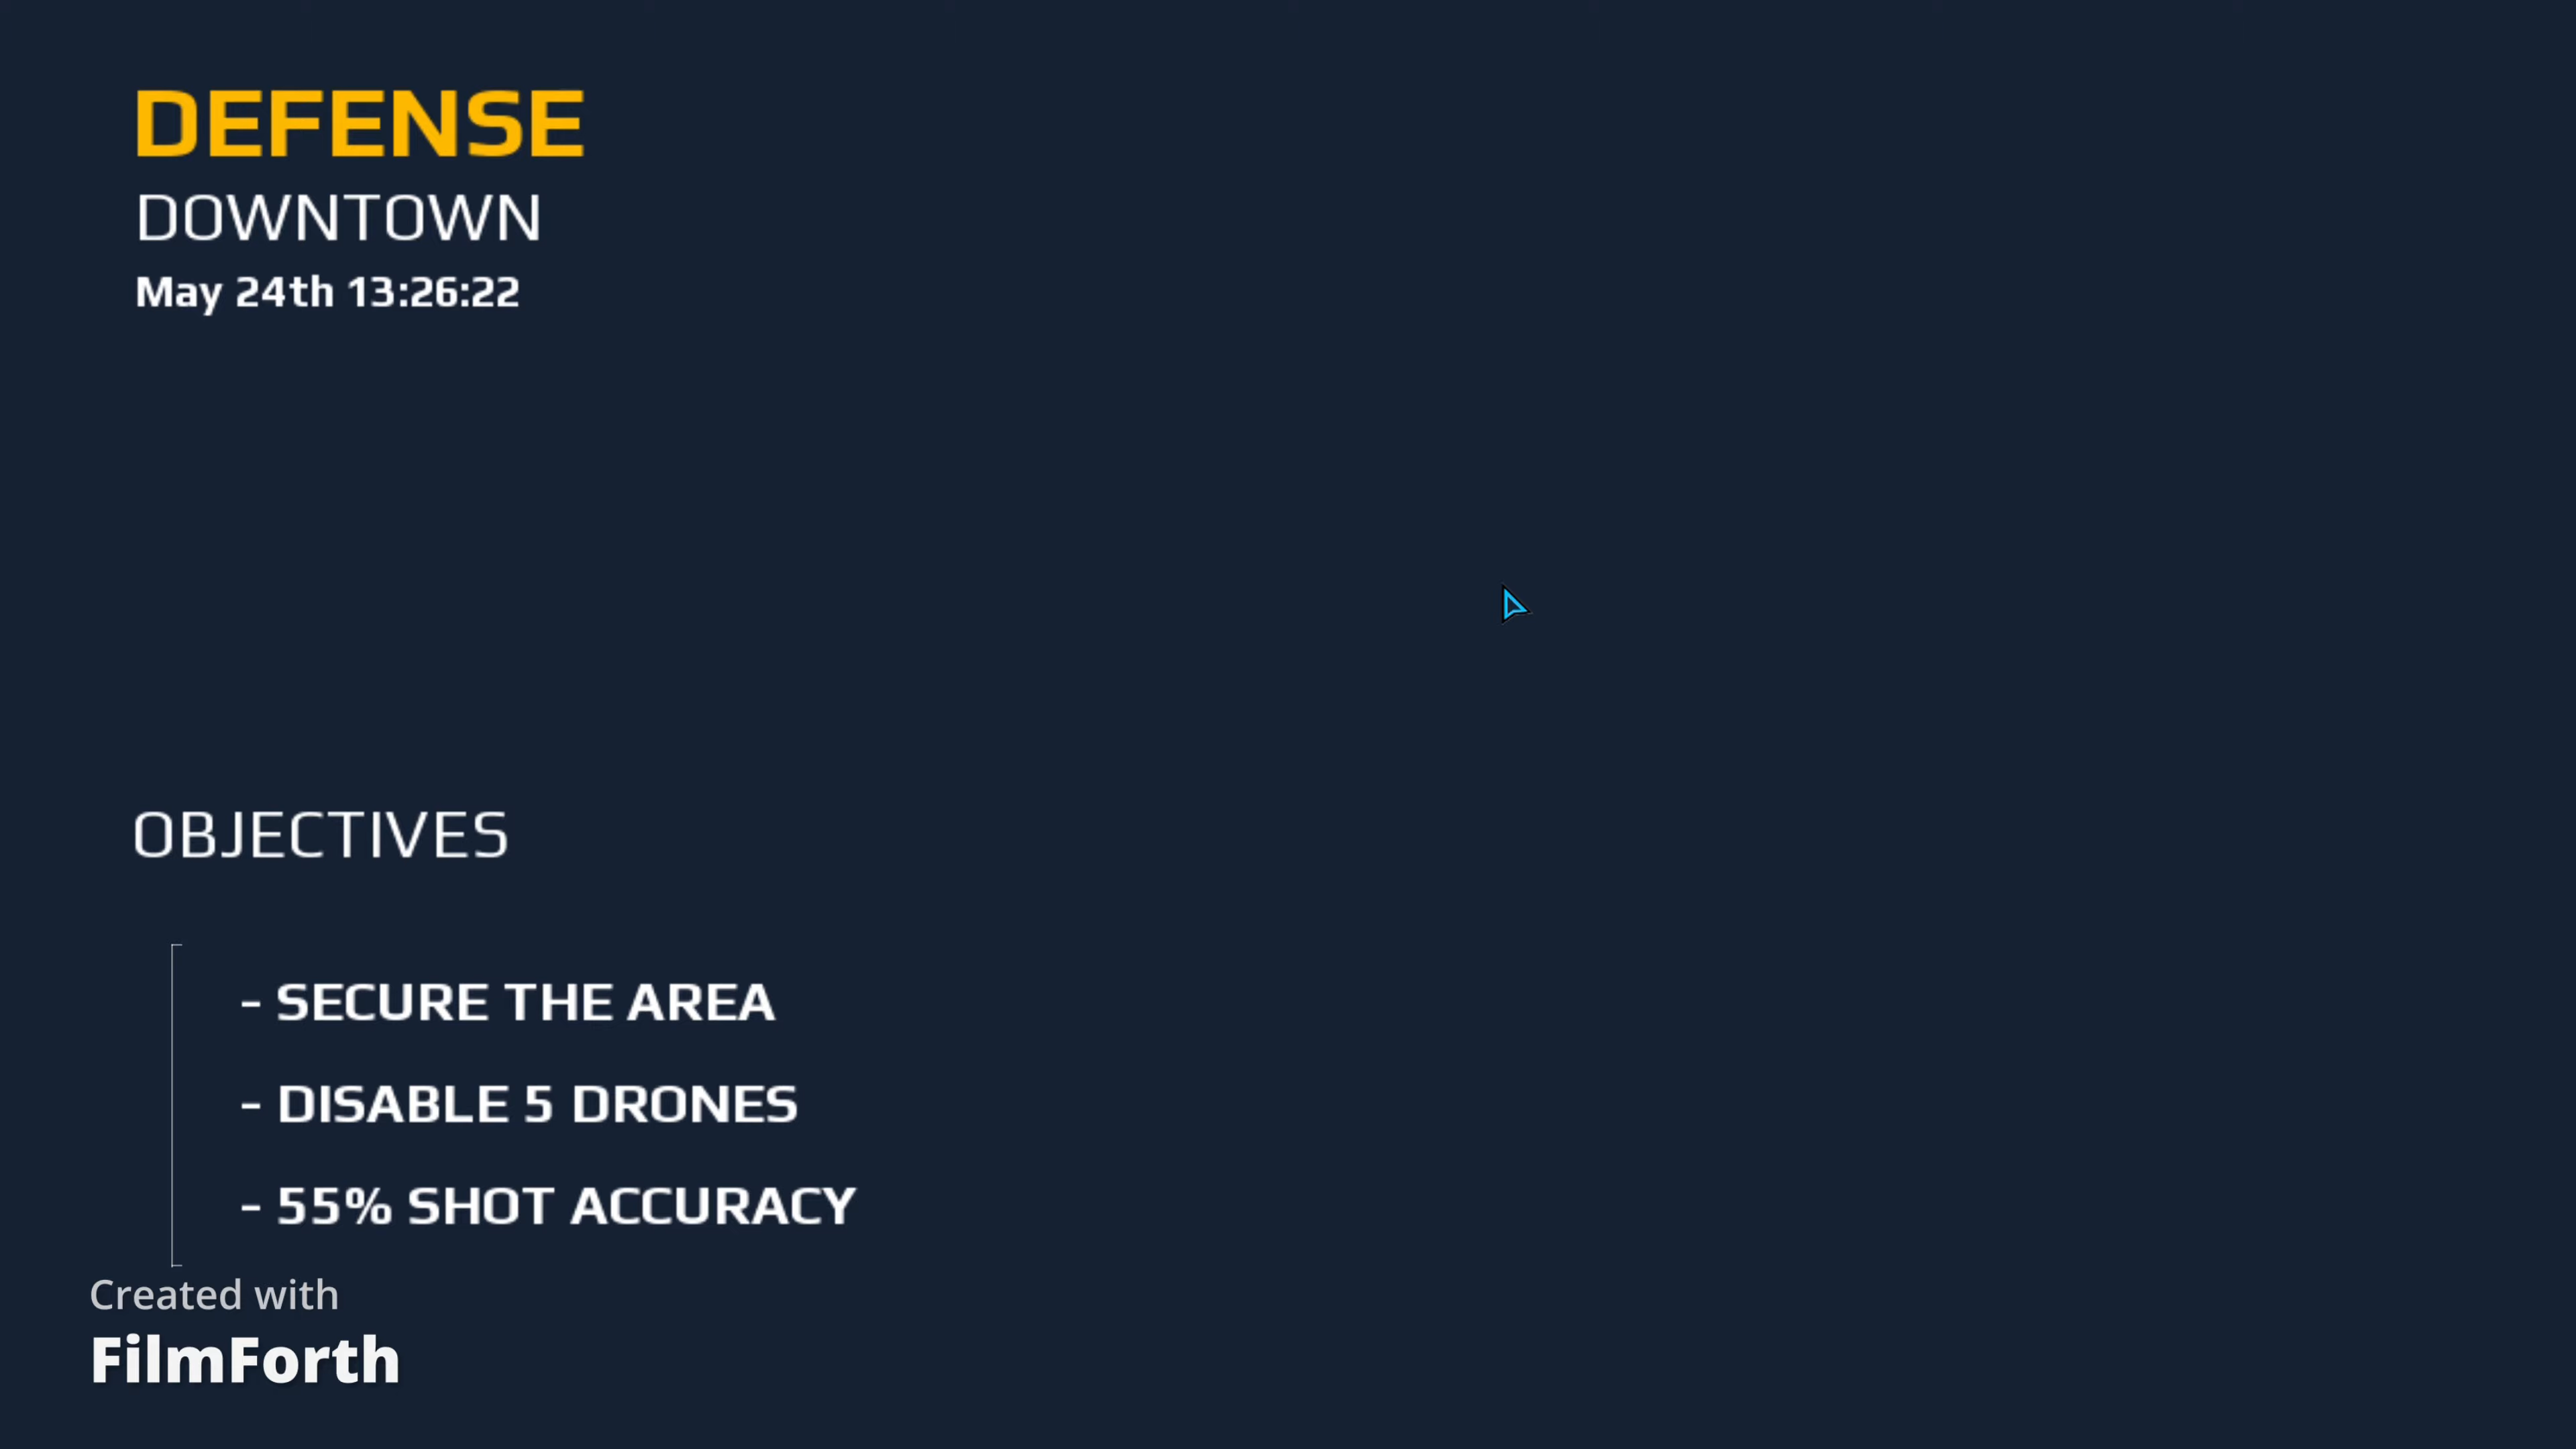 DEFENSE
DOWNTOWN
May 24th 13:26:22
OBJECTIVES
- SECURE THE AREA
- DISABLE 5 DRONES
- 55% SHOT ACCURACY
Created with
FilmForth